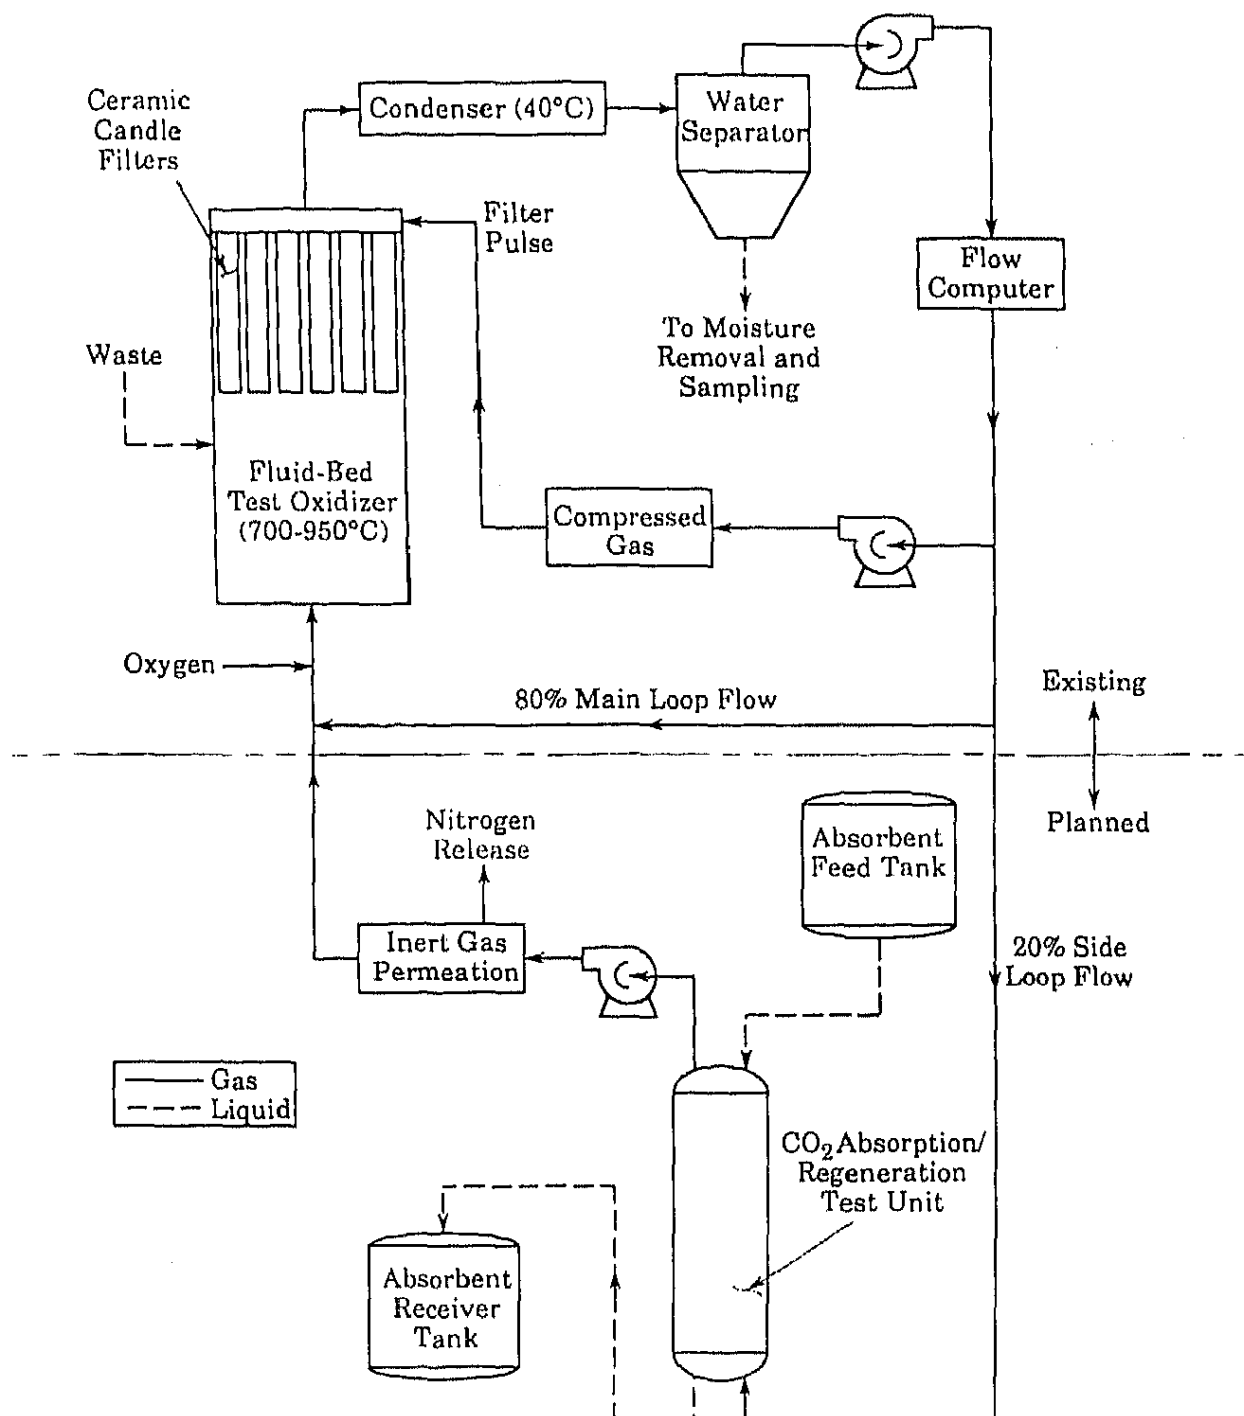 Ceramic
Candle
Filters
Condenser (40°C)
Water
Separator
Filter
Pulse
Flow
Computer
To Moisture
Removal and
Sampling
Waste
Fluid-Bed
Test Oxidizer
(700-950°C)
Compressed
Gas
Oxygen
80% Main Loop Flow
Existing
Planned
Nitrogen
Release
Absorbent
Feed Tank
Inert Gas
Permeation
20% Side
Loop Flow
Gas
Liquid
CO₂ Absorption/
Regeneration
Test Unit
Absorbent
Receiver
Tank